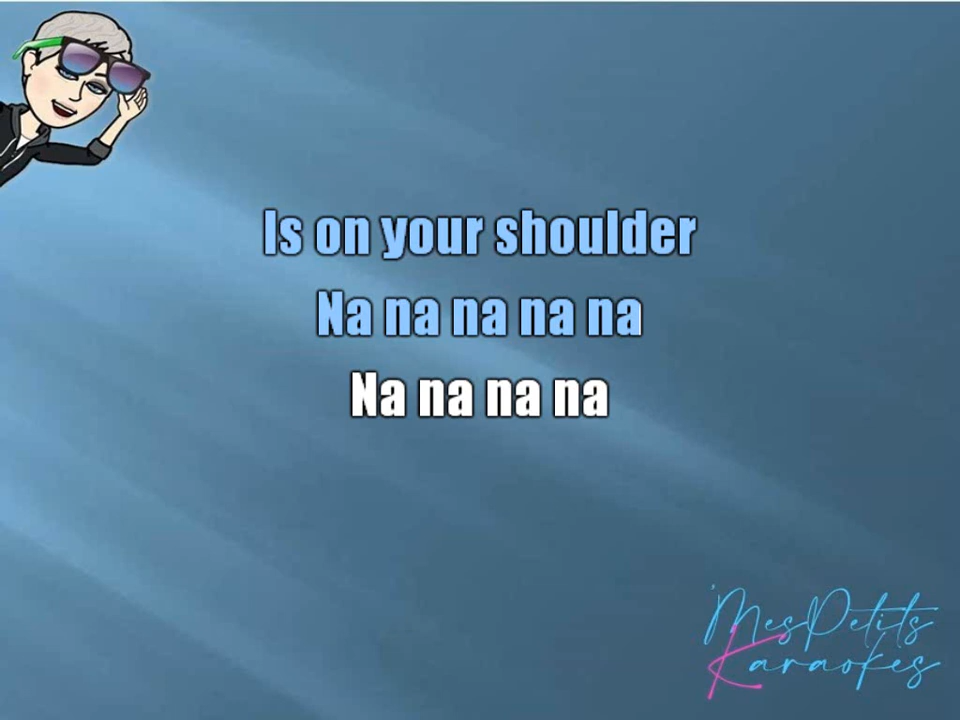 Is on your shoulder
Na na na na na
Na na na na
MesPetits
Karaokes